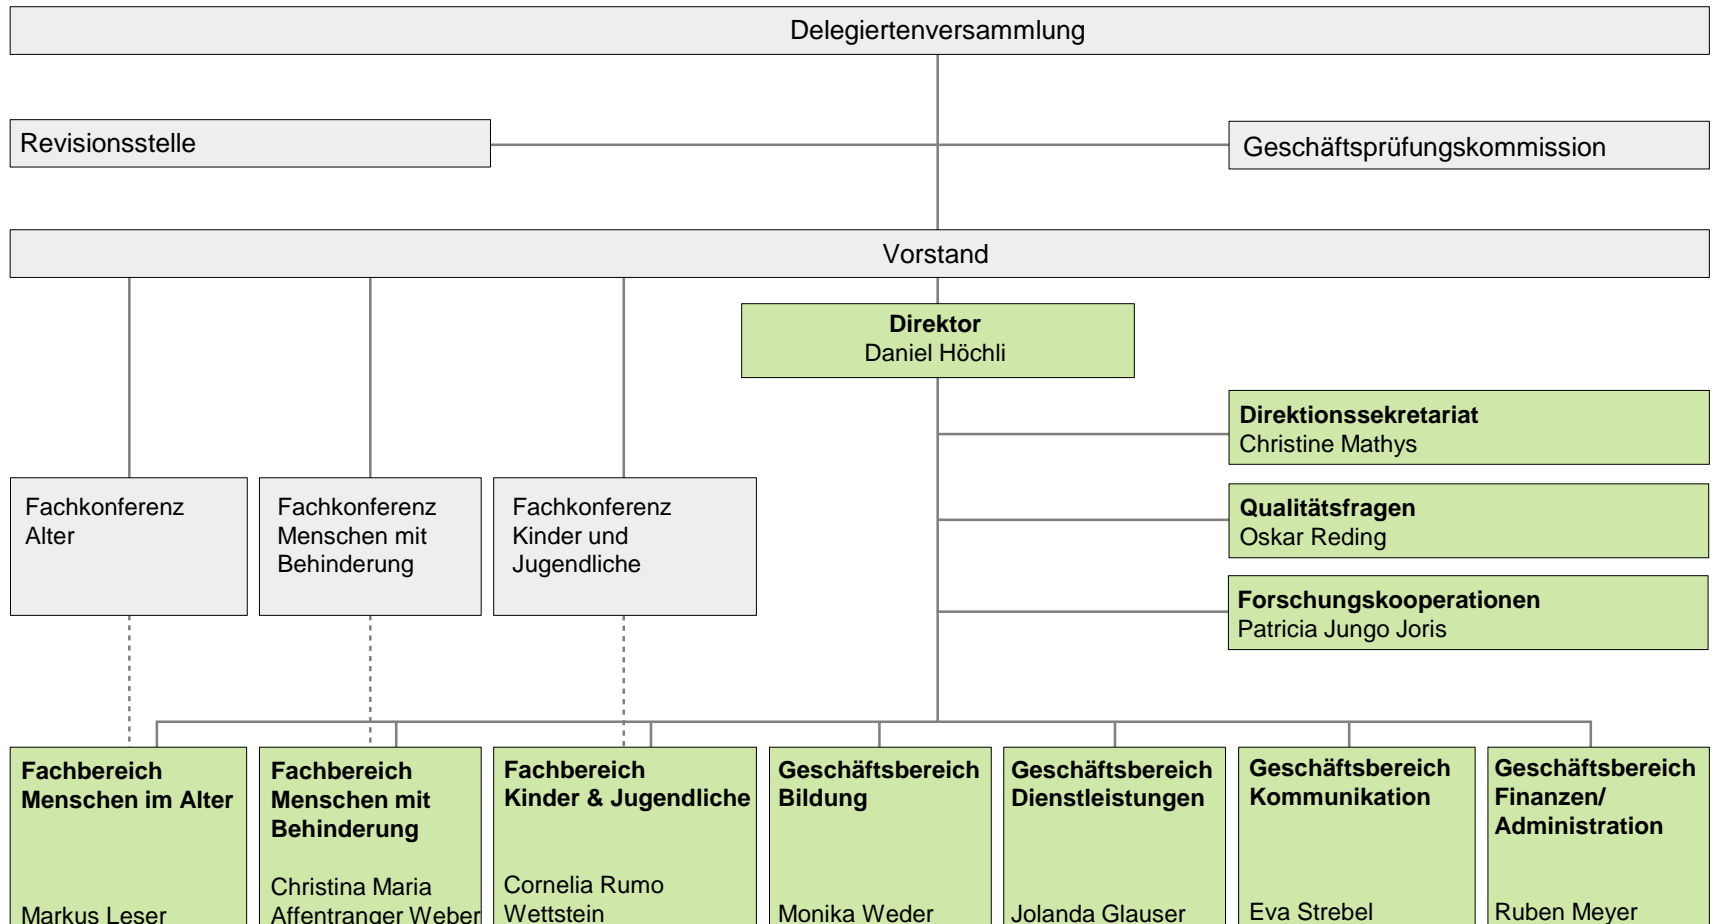 Delegiertenversammlung
Revisionsstelle
Geschäftsprüfungskommission
Vorstand
Direktor
Daniel Höchli
Direktionssekretariat
Christine Mathys
Fachkonferenz
Alter
Fachkonferenz
Menschen mit
Behinderung
Fachkonferenz
Kinder und
Jugendliche
Qualitätsfragen
Oskar Reding
Forschungskooperationen
Patricia Jungo Joris
Fachbereich
Menschen im Alter
Markus Leser
Fachbereich
Menschen mit
Behinderung
Christina Maria
Affentranger Weber
Fachbereich
Kinder & Jugendliche
Cornelia Rumo
Wettstein
Geschäftsbereich
Bildung
Monika Weder
Geschäftsbereich
Dienstleistungen
Jolanda Glauser
Geschäftsbereich
Kommunikation
Eva Strebel
Geschäftsbereich
Finanzen/
Administration
Ruben Meyer